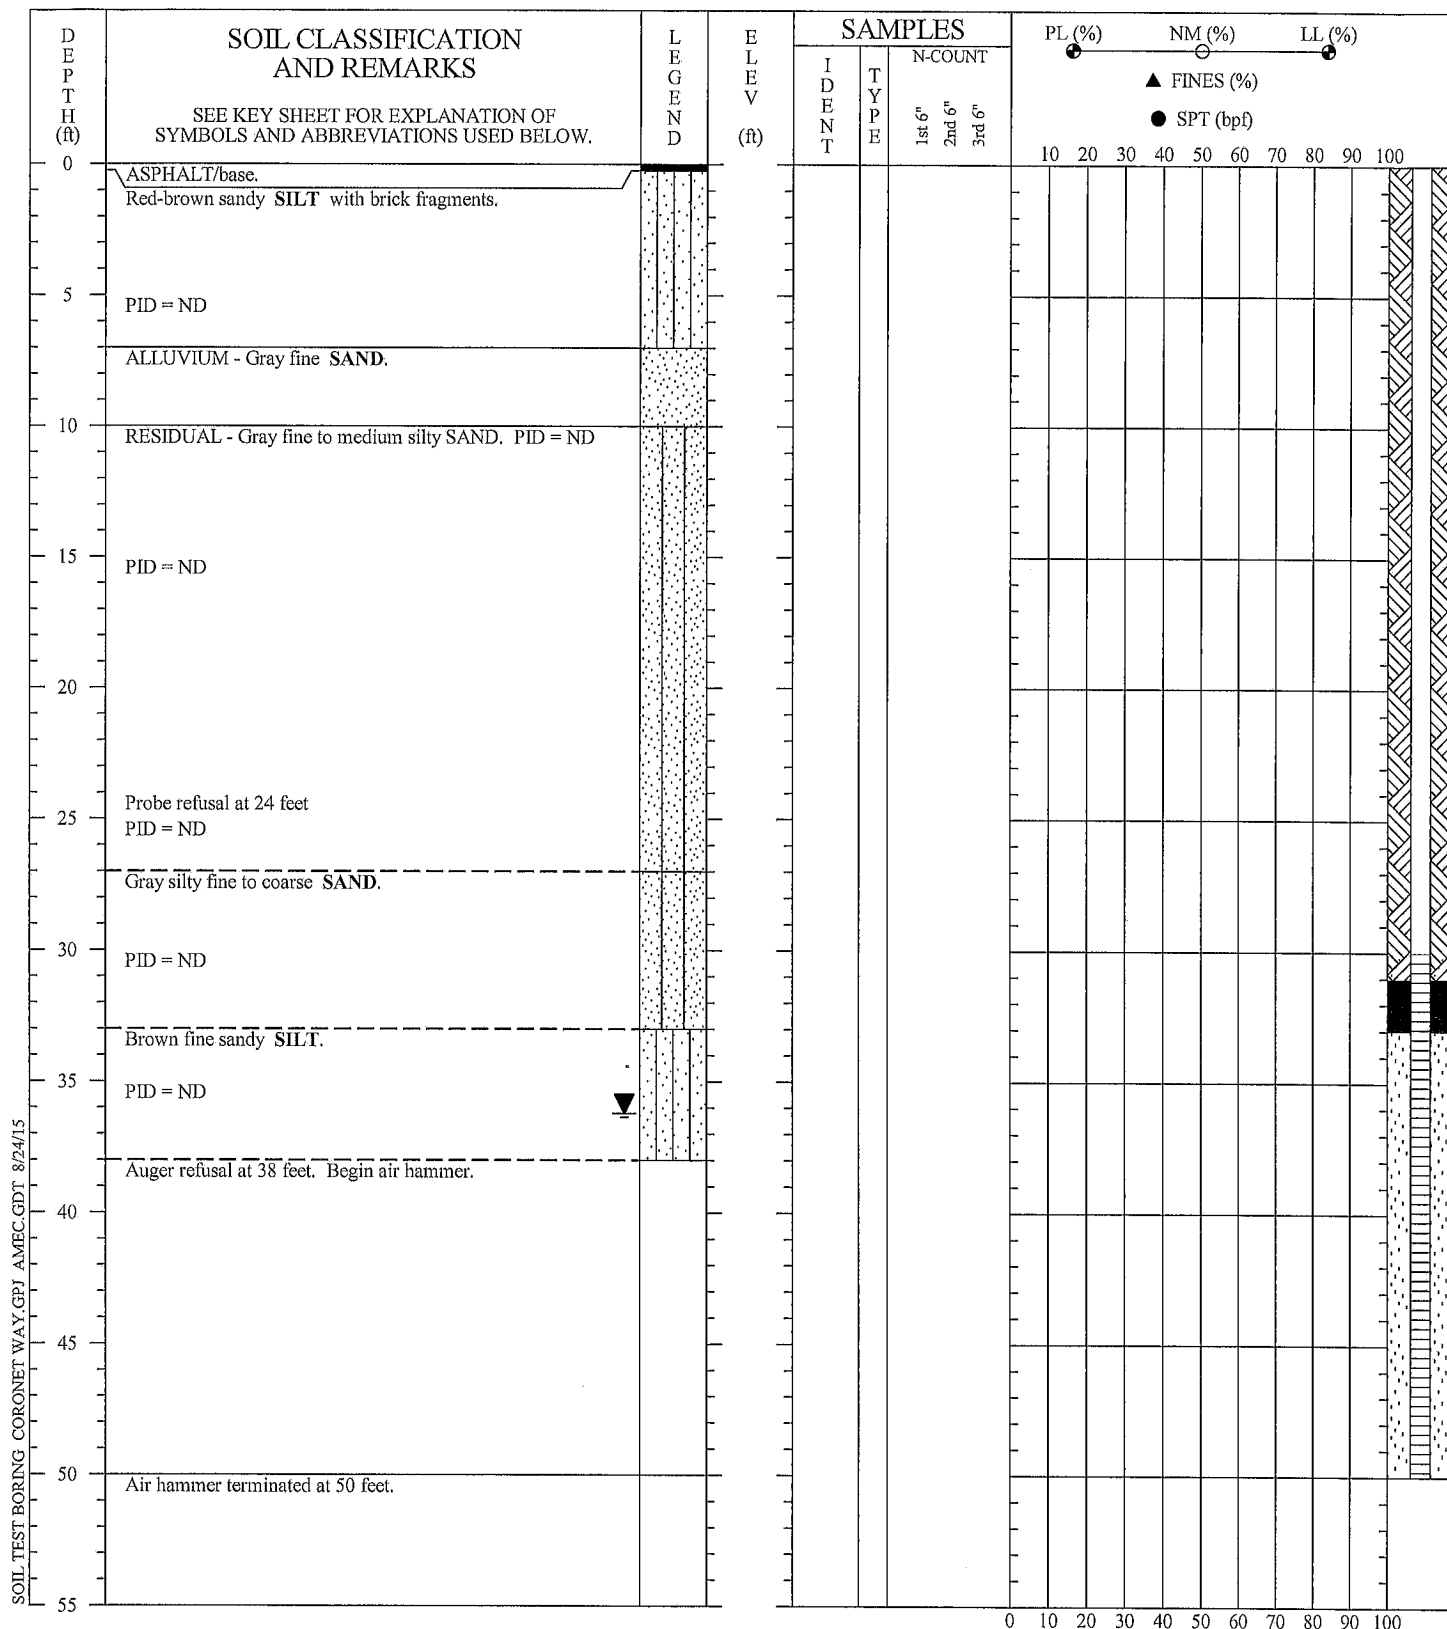 DEPTH
(ft)
SOIL CLASSIFICATION
AND REMARKS
SEE KEY SHEET FOR EXPLANATION OF
SYMBOLS AND ABBREVIATIONS USED BELOW.
LEGEND
ELEV
(ft)
SAMPLES
IDENT
TYPE
N-COUNT
1st 6"
2nd 6"
3rd 6"
PL (%) NM (%) LL (%)
▲ FINES (%)
● SPT (bpf)
10 20 30 40 50 60 70 80 90 100
0
ASPHALT/base.
Red-brown sandy SILT with brick fragments.
5
PID = ND
ALLUVIUM - Gray fine SAND.
10
RESIDUAL - Gray fine to medium silty SAND. PID = ND
15
PID = ND
20
Probe refusal at 24 feet
25
PID = ND
Gray silty fine to coarse SAND.
30
PID = ND
Brown fine sandy SILT.
35
PID = ND
Auger refusal at 38 feet. Begin air hammer.
40
45
50
Air hammer terminated at 50 feet.
55
0 10 20 30 40 50 60 70 80 90 100
SOIL TEST BORING CORONET WAY.GPJ AMEC.GDT 8/24/15